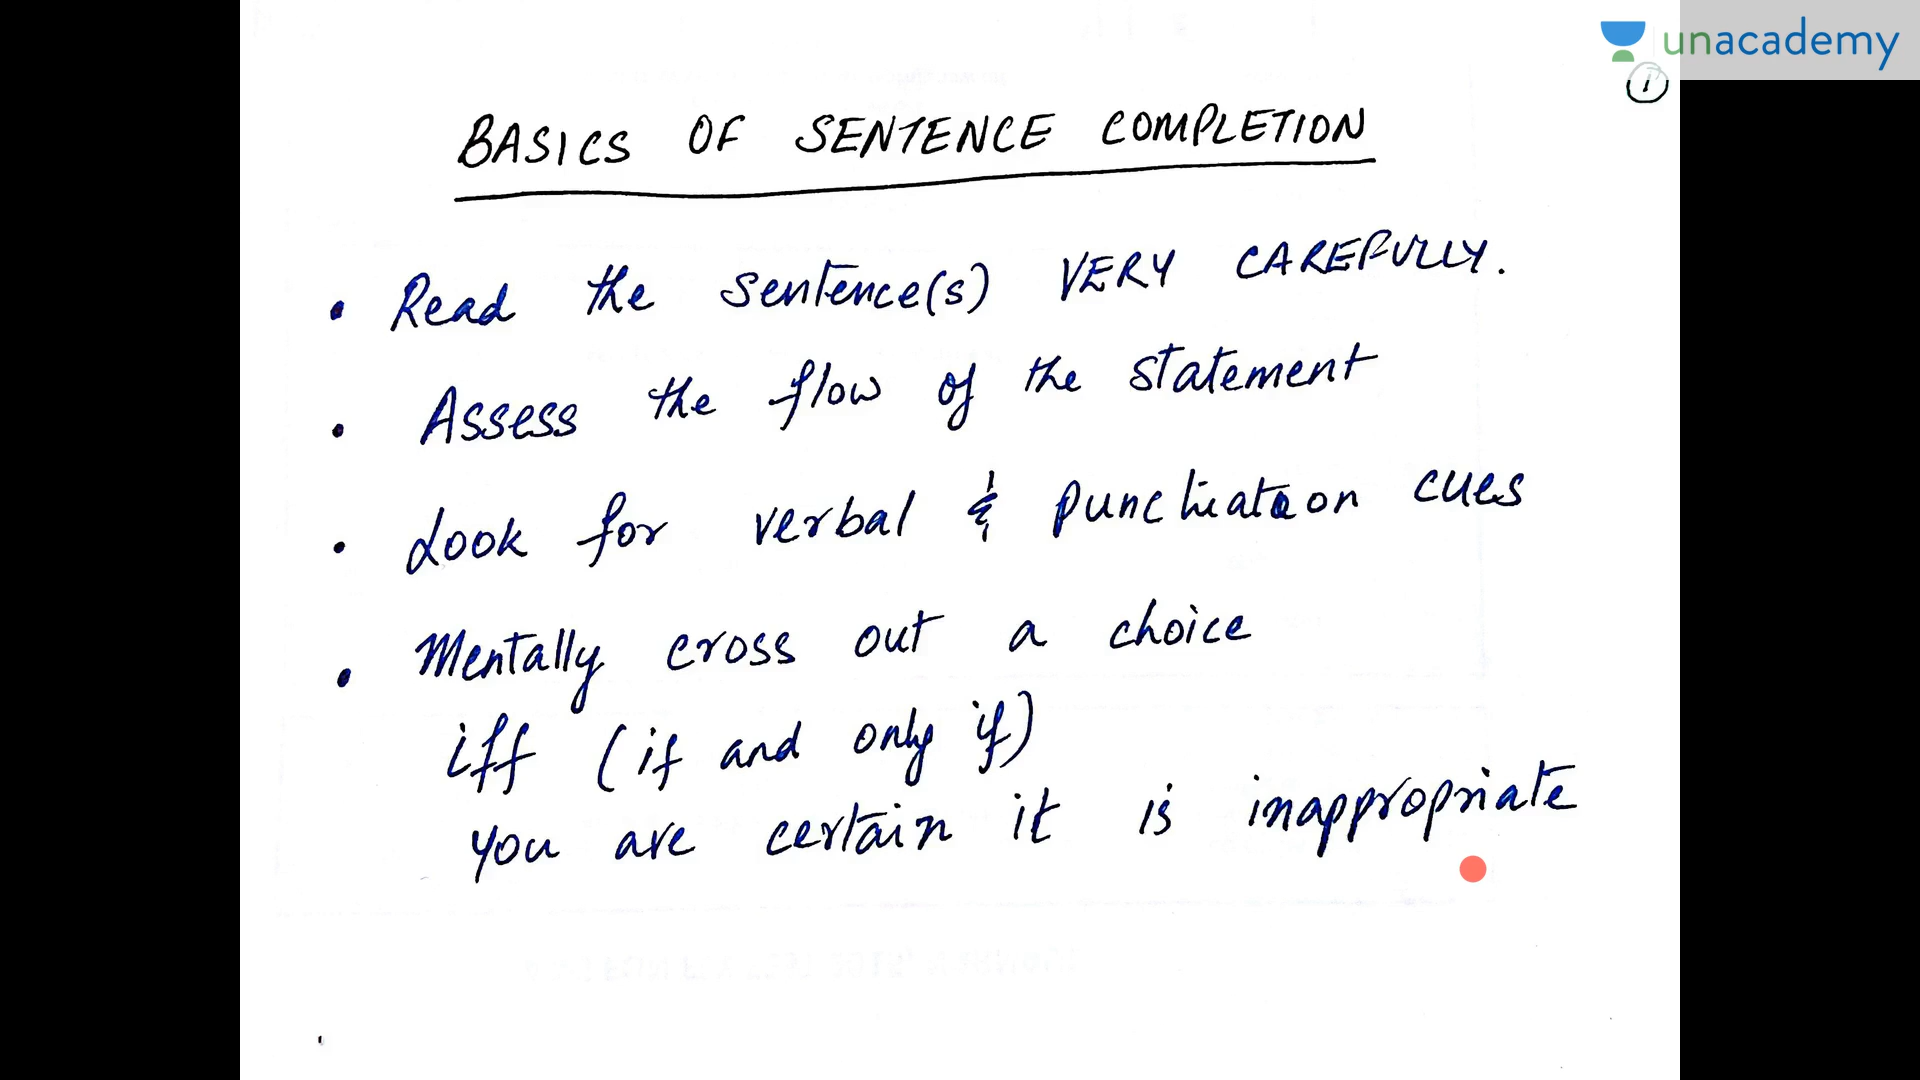 unacademy
1
BASICS OF SENTENCE COMPLETION
• Read the sentence(s) VERY CAREFULLY.
• Assess the flow of the statement
• Look for verbal & punctuation cues
• Mentally cross out a choice
iff (if and only if)
you are certain it is inappropriate